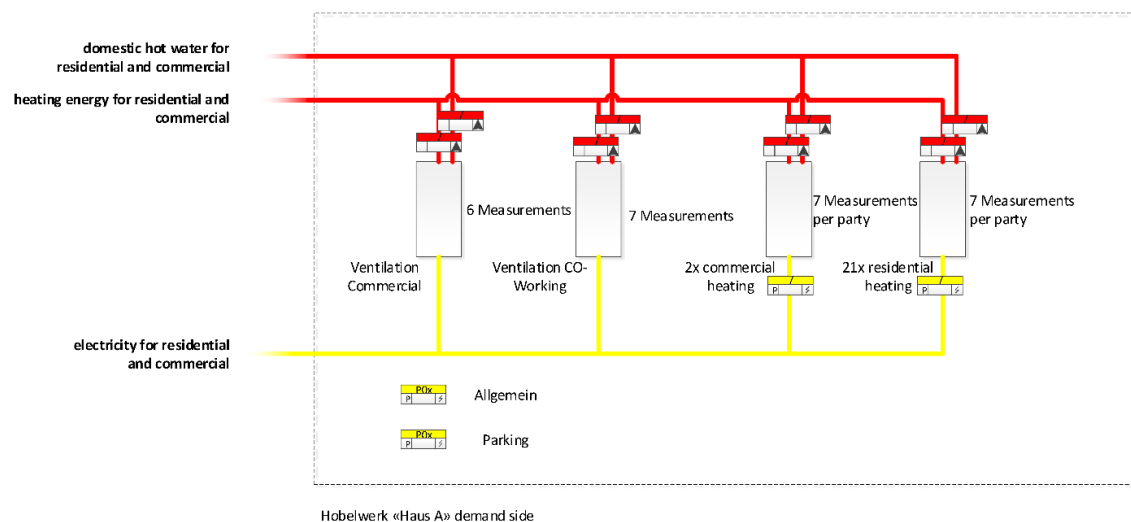 domestic hot water for
residential and commercial
heating energy for residential and
commercial
6 Measurements
7 Measurements
7 Measurements
per party
7 Measurements
per party
Ventilation
Commercial
Ventilation CO-
Working
2x commercial
heating
P
21x residential
heating
P
electricity for residential
and commercial
P0x
P
Allgemein
P0x
P
Parking
Hobelwerk «Haus A» demand side